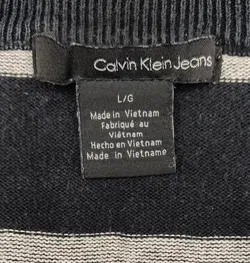 Calvin Klein Jeans
L/G
Made in Vietnam
Fabriqué au
Viêtnam
Hecho en Vietnam
Made in Vietname